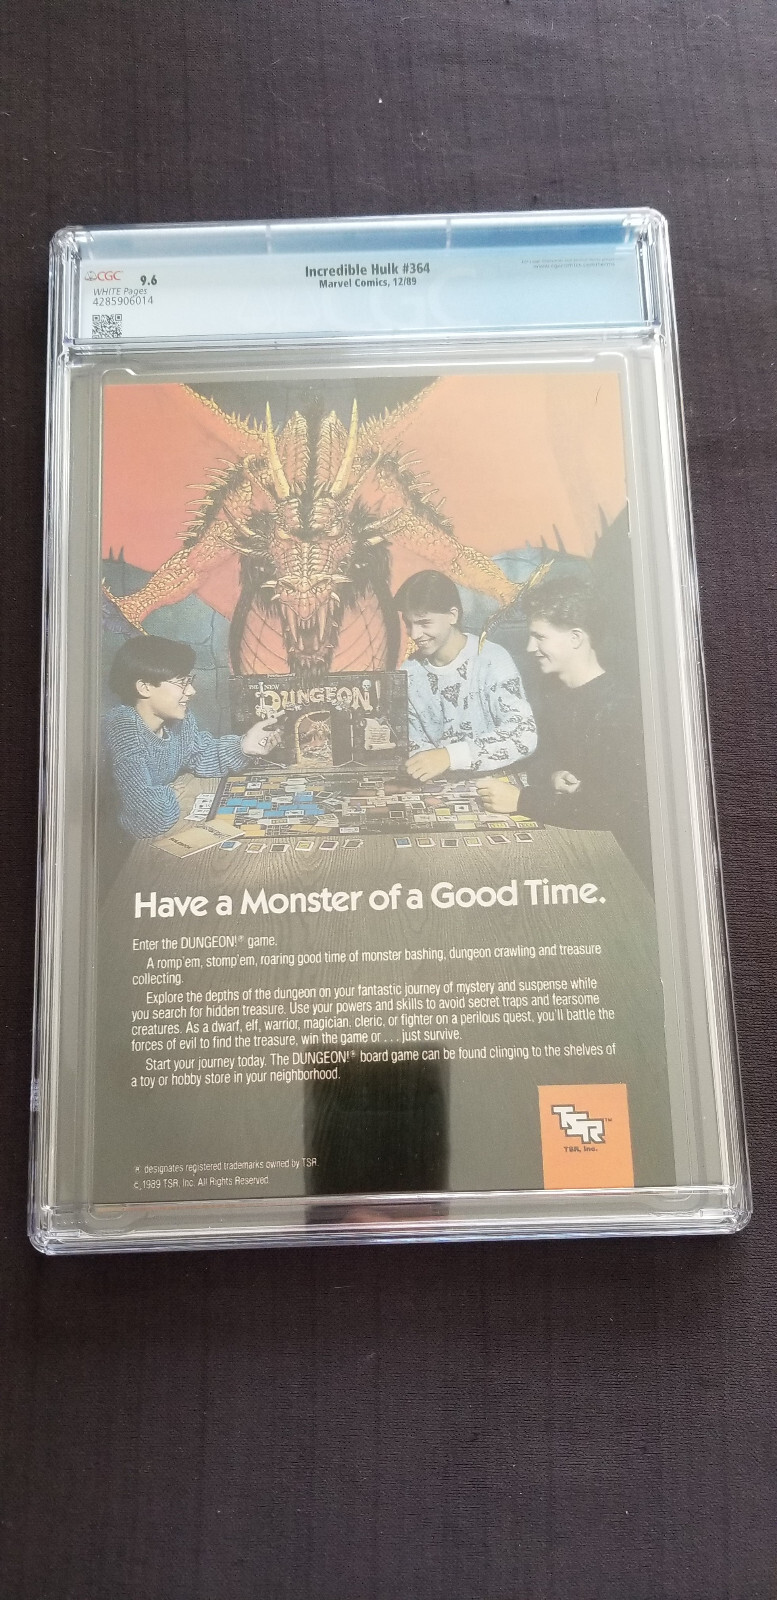 CGC 9.6
WHITE Pages
4285906014
Incredible Hulk #364
Marvel Comics, 12/89
THE NEW
DUNGEON!
Have a Monster of a Good Time.
Enter the DUNGEON!® game.
A romp'em, stomp'em, roaring good time of monster bashing, dungeon crawling and treasure
collecting.
Explore the depths of the dungeon on your fantastic journey of mystery and suspense while
you search for hidden treasure. Use your powers and skills to avoid secret traps and fearsome
creatures. As a dwarf, elf, warrior, magician, cleric, or fighter on a perilous quest, you'll battle the
forces of evil to find the treasure, win the game or . . . just survive.
Start your journey today. The DUNGEON!® board game can be found clinging to the shelves of
a toy or hobby store in your neighborhood.
TSR™
TSR, Inc.
® designates registered trademarks owned by TSR.
© 1989 TSR, Inc. All Rights Reserved.